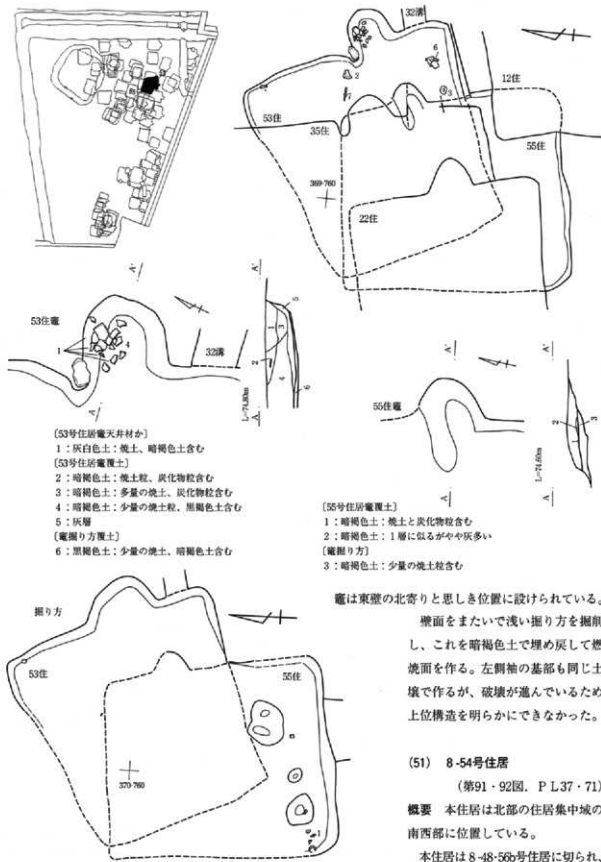 55
32溝
6
2
7
3
12住
53住
35住
55住
369-760
22住
A'
A'
53住竈
1
4
32溝
A
A
L=74.80m
1
2
3
4
5
6
〔53号住居竈天井材か〕
1：灰白色土：焼土、暗褐色土含む
〔53号住居竈覆土〕
2：暗褐色土：焼土粒、炭化物粒含む
3：暗褐色土：多量の焼土、炭化物粒含む
4：暗褐色土：少量の焼土粒、黒褐色土含む
5：灰層
〔竈掘り方覆土〕
6：黒褐色土：少量の焼土、暗褐色土含む
55住竈
A'
A'
A
A
L=74.60m
1
2
3
〔55号住居竈覆土〕
1：暗褐色土：焼土と炭化物粒含む
2：暗褐色土：1層に似るがやや灰多い
〔竈掘り方〕
3：暗褐色土：少量の焼土粒含む
掘り方
53住
55住
370-760
1
竈は東壁の北寄りと思しき位置に設けられている。
壁面をまたいで浅い掘り方を掘削
し、これを暗褐色土で埋め戻して燃
焼面を作る。左側袖の基部も同じ土
壌で作るが、破壊が進んでいるため
上位構造を明らかにできなかった。
(51) 8-54号住居
(第91・92図、PL37・71)
概要 本住居は北部の住居集中域の
南西部に位置している。
本住居は8-48・56b号住居に切られ、